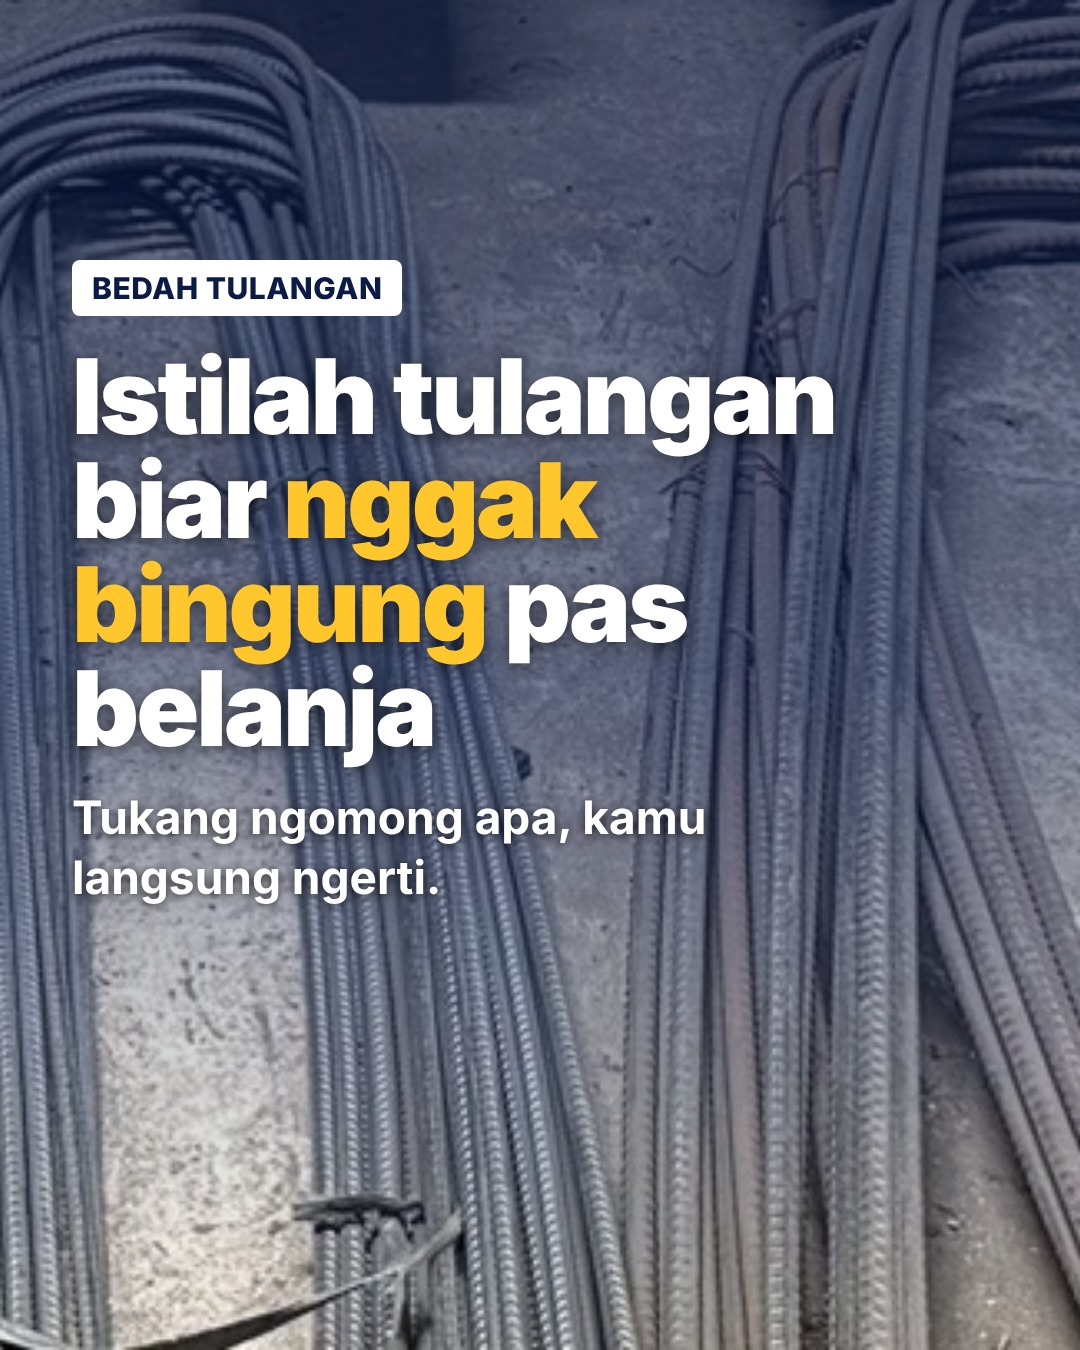 BEDAH TULANGAN
Istilah tulangan
biar nggak
bingung pas
belanja
Tukang ngomong apa, kamu
langsung ngerti.